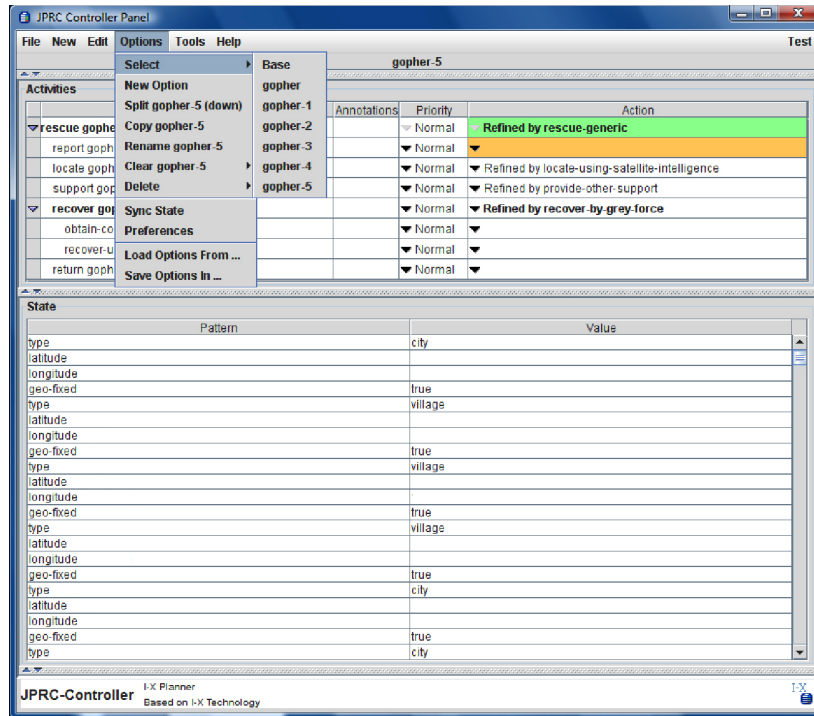 JPRC Controller Panel
File New Edit Options Tools Help Test
gopher-5
Select Base
New Option gopher
Split gopher-5 (down) gopher-1
Copy gopher-5 gopher-2
Rename gopher-5 gopher-3
Clear gopher-5 gopher-4
Delete gopher-5
Sync State
Preferences
Load Options From ...
Save Options In ...
Activities
Annotations Priority Action
rescue gophe Normal Refined by rescue-generic
report goph Normal
locate goph Normal Refined by locate-using-satellite-intelligence
support gop Normal Refined by provide-other-support
recover gop Normal Refined by recover-by-grey-force
obtain-co Normal
recover-u Normal
return goph Normal
State
Pattern Value
type city
latitude
longitude
geo-fixed true
type village
latitude
longitude
geo-fixed true
type village
latitude
longitude
geo-fixed true
type village
latitude
longitude
geo-fixed true
type city
latitude
longitude
geo-fixed true
type city
JPRC-Controller
I-X Planner
Based on I-X Technology
I-X